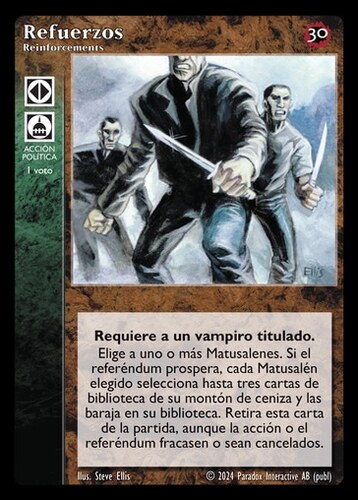 Refuerzos
Reinforcements
30
ACCIÓN
POLÍTICA
1 voto
Ellis
Requiere a un vampiro titulado.
Elige a uno o más Matusalenes. Si el
referéndum prospera, cada Matusalén
elegido selecciona hasta tres cartas de
biblioteca de su montón de ceniza y las
baraja en su biblioteca. Retira esta carta
de la partida, aunque la acción o el
referéndum fracasen o sean cancelados.
Ilus. Steve Ellis
© 2024 Paradox Interactive AB (publ)